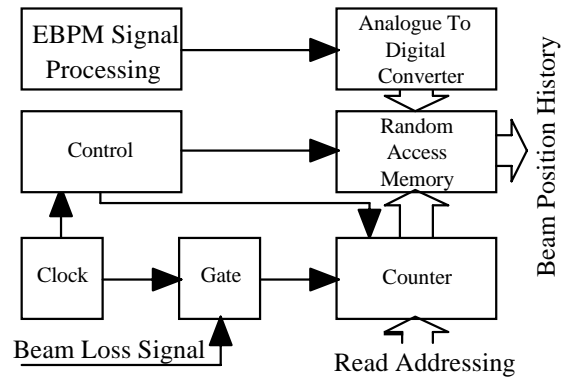 EBPM Signal
Processing
Analogue To
Digital
Converter
Control
Random
Access
Memory
Beam Position History
Clock
Gate
Counter
Beam Loss Signal
Read Addressing